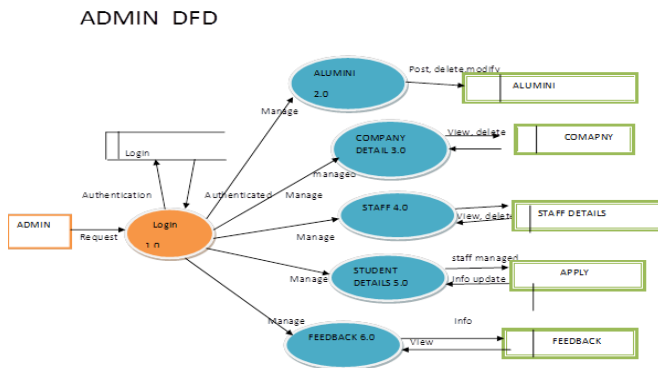 ADMIN DFD
ALUMINI
2.0
Post, delete modify
ALUMINI
Manage
Login
COMPANY
DETAIL 3.0
View, delete
COMAPNY
manageo
Authentication
Authenticated
Manage
ADMIN
Request
Login
1.0
STAFF 4.0
View, delete
STAFF DETAILS
Manage
STUDENT
DETAILS 5.0
staff managed
Info update
APPLY
Manage
Manage
FEEDBACK 6.0
Info
View
FEEDBACK